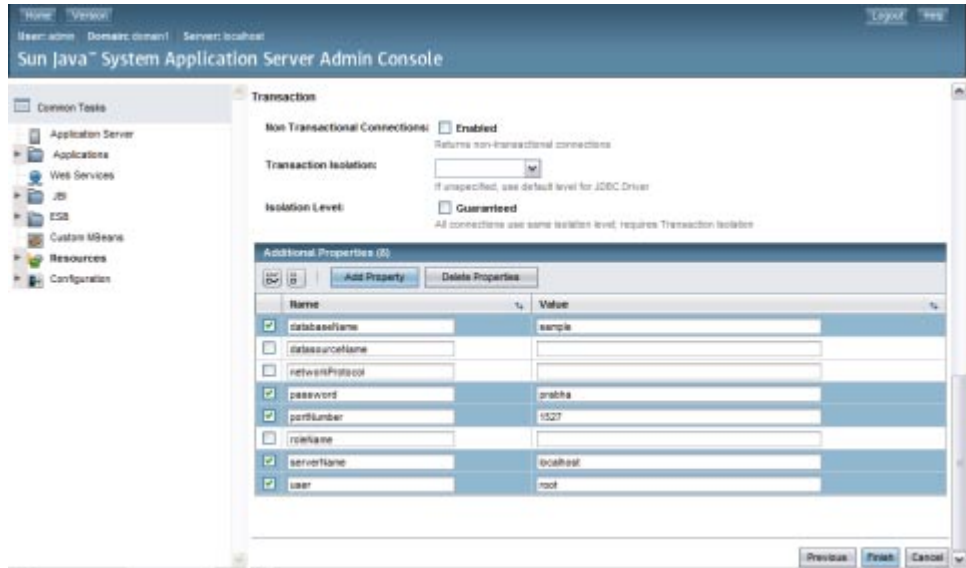 Home Version Logout Help
User: admin Domain: domain1 Server: localhost
Sun Java™ System Application Server Admin Console
Common Tasks
Application Server
Applications
Web Services
JBI
ESB
Custom MBeans
Resources
Configuration
Transaction
Non Transactional Connections: Enabled
Returns non-transactional connections
Transaction Isolation:
If unspecified, use default level for JDBC Driver
Isolation Level: Guaranteed
All connections use same isolation level; requires Transaction Isolation
Additional Properties (8)
Add Property Delete Properties
Name Value
databaseName sample
datasourceName
networkProtocol
password prabha
portNumber 1527
roleName
serverName localhost
user root
Previous Finish Cancel